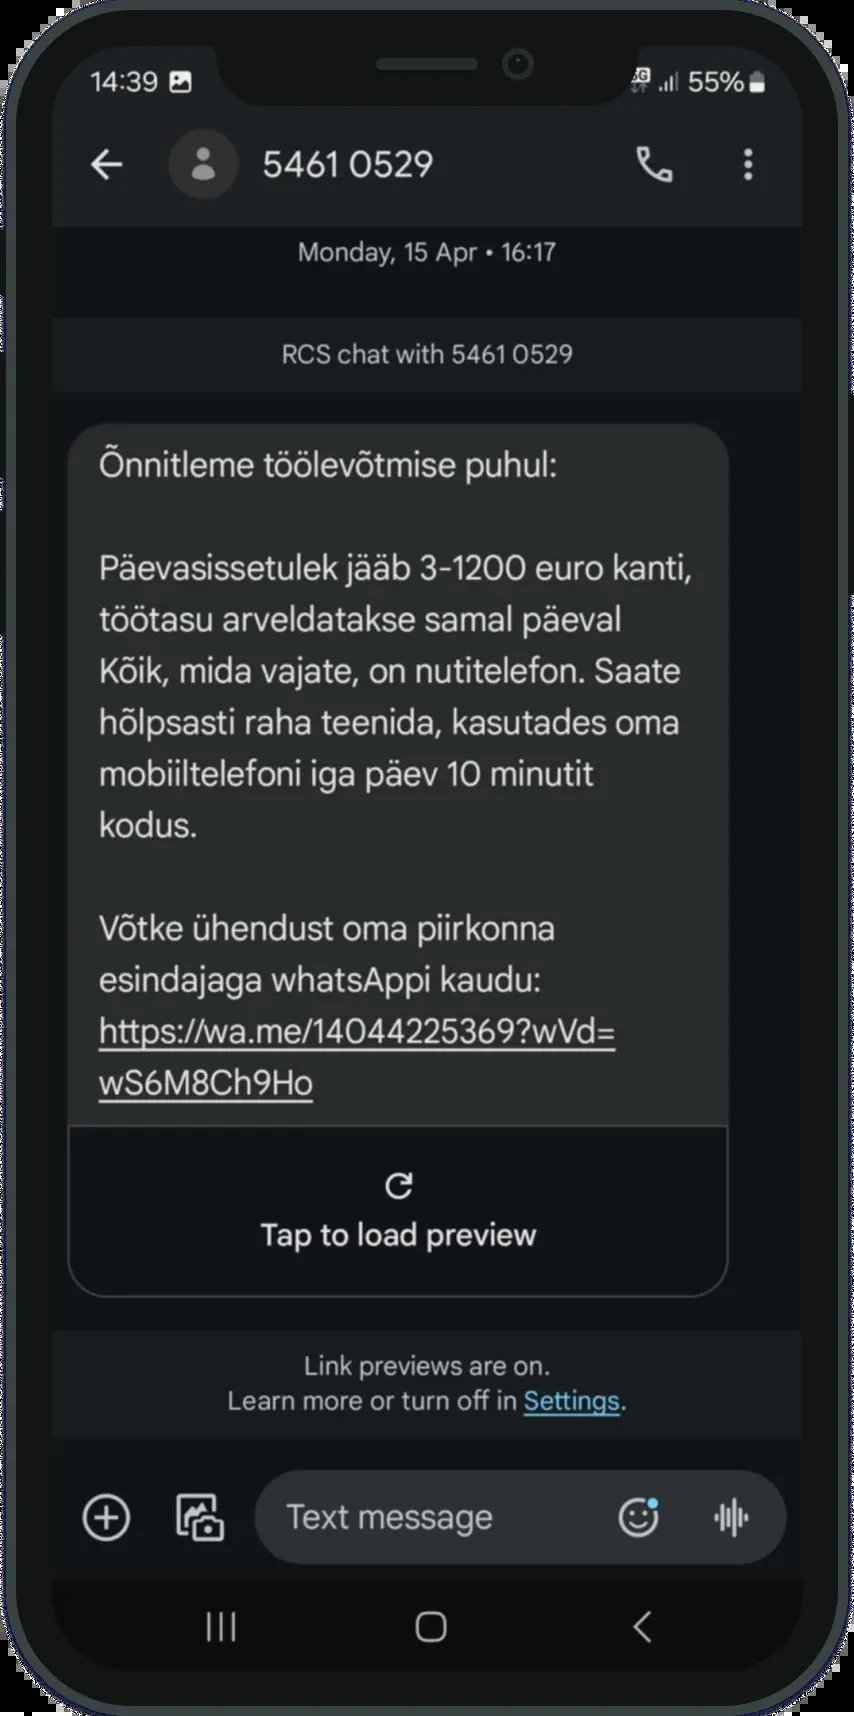 14:39
5G 55%
5461 0529
Monday, 15 Apr • 16:17
RCS chat with 5461 0529
Õnnitleme töölevõtmise puhul:
Päevasissetulek jääb 3-1200 euro kanti,
töötasu arveldatakse samal päeval
Kõik, mida vajate, on nutitelefon. Saate
hõlpsasti raha teenida, kasutades oma
mobiiltelefoni iga päev 10 minutit
kodus.
Võtke ühendust oma piirkonna
esindajaga whatsAppi kaudu:
https://wa.me/14044225369?wVd=
wS6M8Ch9Ho
Tap to load preview
Link previews are on.
Learn more or turn off in Settings.
Text message